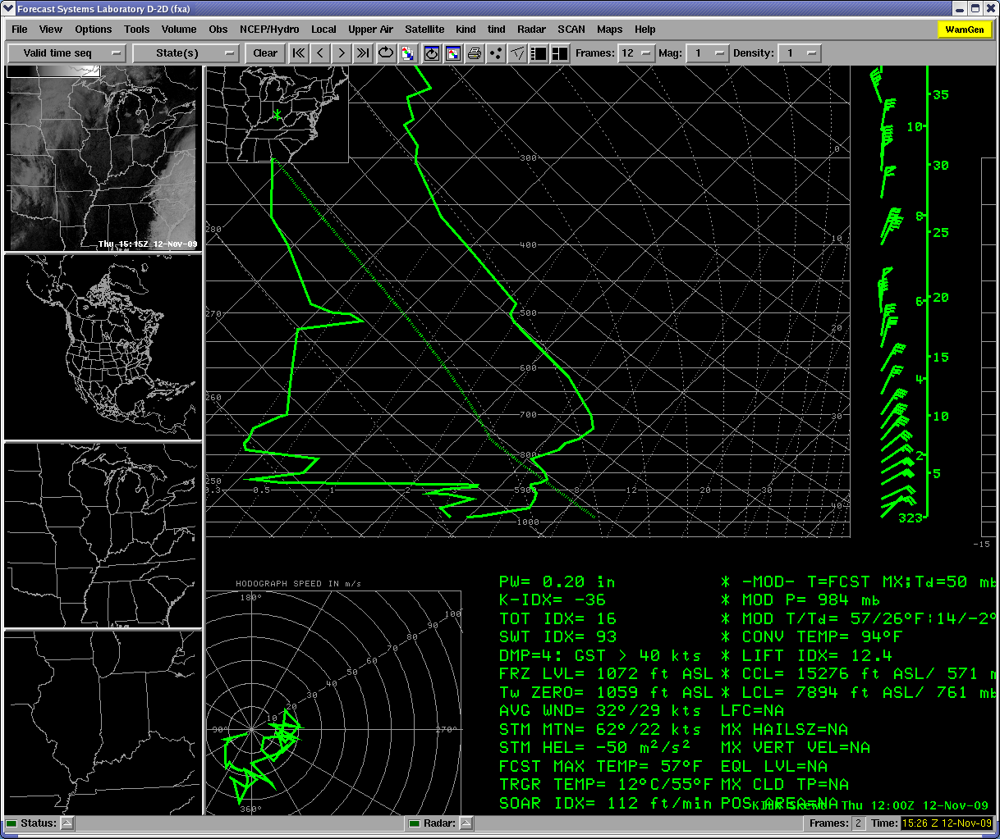 Forecast Systems Laboratory D-2D (fxa)
File View Options Tools Volume Obs NCEP/Hydro Local Upper Air Satellite kind tind Radar SCAN Maps Help WarnGen
Valid time seq State(s) Clear Frames: 12 Mag: 1 Density: 1
Thu 15:15Z 12-Nov-09
300
400
500
600
700
800
590
1000
280
270
260
250
0
10
20
30
40
0.3 0.5 2 8 20 30
35
10
30
8
25
20
6
15
4
10
2
5
323
-15
HODOGRAPH SPEED IN m/s
180°
100
90
80
70
60
50
40
30
20
10
90°
270°
360°
PW= 0.20 in
K-IDX= -36
TOT IDX= 16
SWT IDX= 93
DMP=4: GST > 40 kts
FRZ LVL= 1072 ft ASL
Tw ZERO= 1059 ft ASL
AVG WND= 32°/29 kts
STM MTN= 62°/22 kts
STM HEL= -50 m²/s²
FCST MAX TEMP= 57°F
TRGR TEMP= 12°C/55°F
SOAR IDX= 112 ft/min
* -MOD- T=FCST MX;Td=50 mb
* MOD P= 984 mb
* MOD T/Td= 57/26°F:14/-2°
* CONV TEMP= 94°F
* LIFT IDX= 12.4
* CCL= 15276 ft ASL/ 571 m
* LCL= 7894 ft ASL/ 761 mb
LFC=NA
MX HAILSZ=NA
MX VERT VEL=NA
EQL LVL=NA
MX CLD TP=NA
POS AREA=NA
Skewt Thu 12:00Z 12-Nov-09
Status: Radar: Frames: 2 Time: 15:26 Z 12-Nov-09